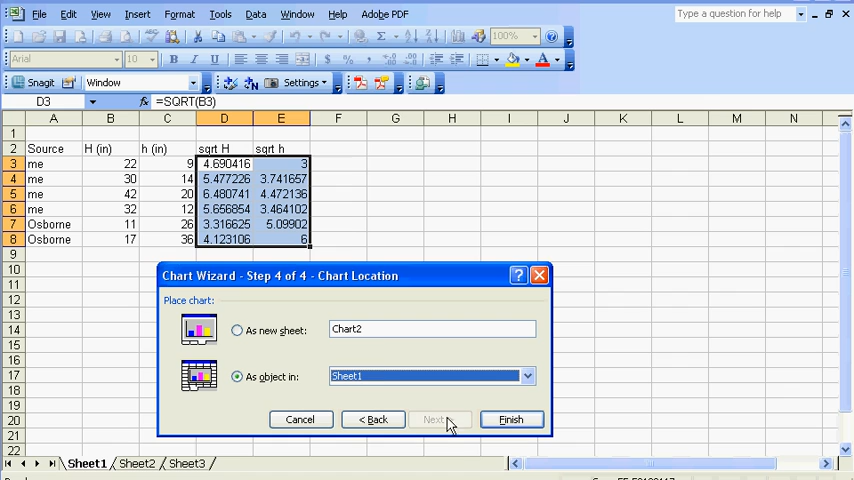 File Edit View Insert Format Tools Data Window Help Adobe PDF Type a question for help
Σ 100%
Arial 10 B I U $ % ,
Snagit Window Settings
D3 fx =SQRT(B3)
A B C D E F G H I J K L M N
1
2 Source H (in) h (in) sqrt H sqrt h
3 me 22 9 4.690416 3
4 me 30 14 5.477226 3.741657
5 me 42 20 6.480741 4.472136
6 me 32 12 5.656854 3.464102
7 Osborne 11 26 3.316625 5.09902
8 Osborne 17 36 4.123106 6
9
10
11
12
13
14
15
16
17
18
19
20
21
22
Chart Wizard - Step 4 of 4 - Chart Location
Place chart:
As new sheet: Chart2
As object in: Sheet1
Cancel < Back Next > Finish
Sheet1 Sheet2 Sheet3